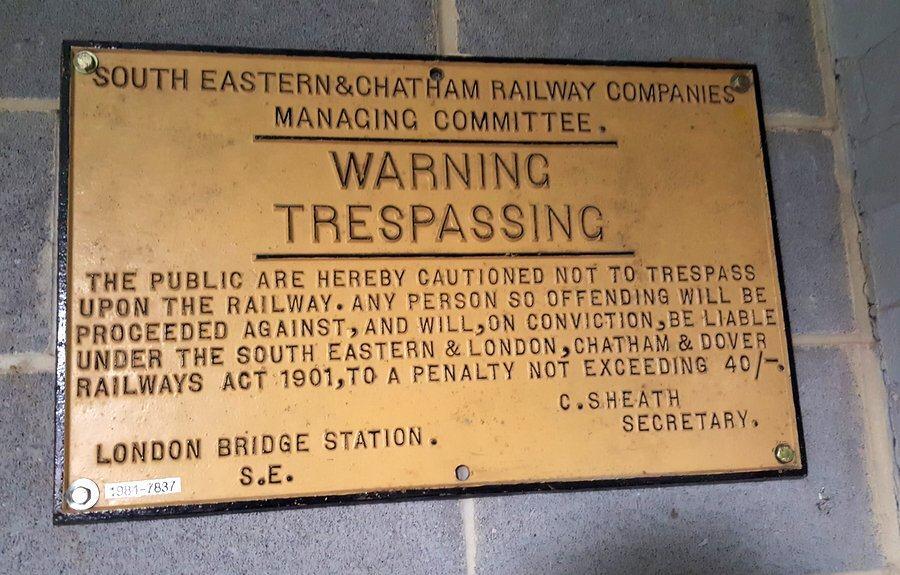 SOUTH EASTERN & CHATHAM RAILWAY COMPANIES
MANAGING COMMITTEE.
WARNING
TRESPASSING
THE PUBLIC ARE HEREBY CAUTIONED NOT TO TRESPASS
UPON THE RAILWAY. ANY PERSON SO OFFENDING WILL BE
PROCEEDED AGAINST, AND WILL, ON CONVICTION, BE LIABLE
UNDER THE SOUTH EASTERN & LONDON, CHATHAM & DOVER
RAILWAYS ACT 1901, TO A PENALTY NOT EXCEEDING 40/-.
C. SHEATH
SECRETARY.
LONDON BRIDGE STATION.
S.E.
1981-7837